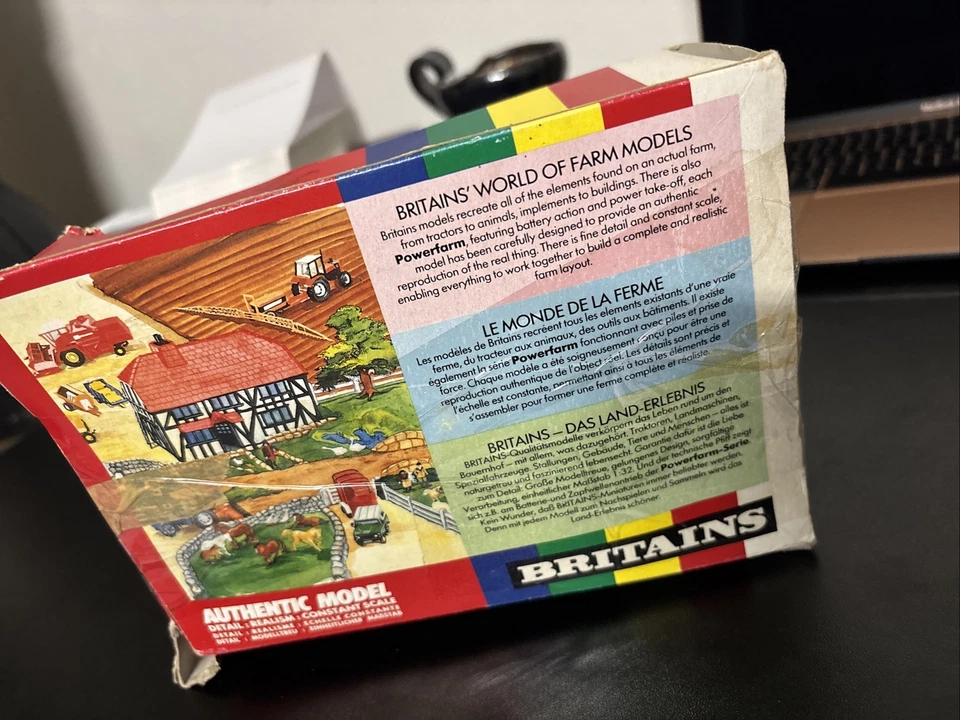 BRITAINS' WORLD OF FARM MODELS
Britains models recreate all of the elements found on an actual farm,
from tractors to animals, implements to buildings. There is also
Powerfarm, featuring battery action and power take-off, each
model has been carefully designed to provide an authentic
reproduction of the real thing. There is fine detail and constant scale,
enabling everything to work together to build a complete and realistic
farm layout.
LE MONDE DE LA FERME
Les modèles de Britains recréent tous les elements existants d'une vraie
ferme, du tracteur aux animaux, des outils aux bâtiments. Il existe
également la série Powerfarm fonctionnant avec piles et prise de
force. Chaque modèle a été soigneusement conçu pour être une
reproduction authentique de l'objet réel. Les détails sont précis et
l'échelle est constante, permettant ainsi a tous les elements de
s'assembler pour former une ferme complète et réaliste.
BRITAINS – DAS LAND-ERLEBNIS
BRITAINS-Qualitätsmodelle verkörpern das Leben rund um den
Bauernhof – mit allem, was dazugehört. Traktoren, Landmaschinen,
Spezialfahrzeuge, Stallungen, Gebäude, Tiere und Menschen – alles ist
naturgetreu und faszinierend lebensecht. Garantie dafür ist die Liebe
zum Detail: Große Modelltreue, gelungenes Design, sorgfältige
Verarbeitung, einheitlicher Maßstab 1:32. Und der technische Pfiff zeigt
sich z.B. am Batterie- und Zapfwellenantrieb der Powerfarm-Serie.
Kein Wunder, daß BRITAINS-Miniaturen immer beliebter werden.
Denn mit jedem Modell zum Nachspielen und Sammeln wird das
Land-Erlebnis schöner.
BRITAINS
AUTHENTIC MODEL
DETAIL : REALISM : CONSTANT SCALE
DETAIL : REALISME : ECHELLE CONSTANTE
DETAIL : MODELLTREU : EINHEITLICHER MAßSTAB